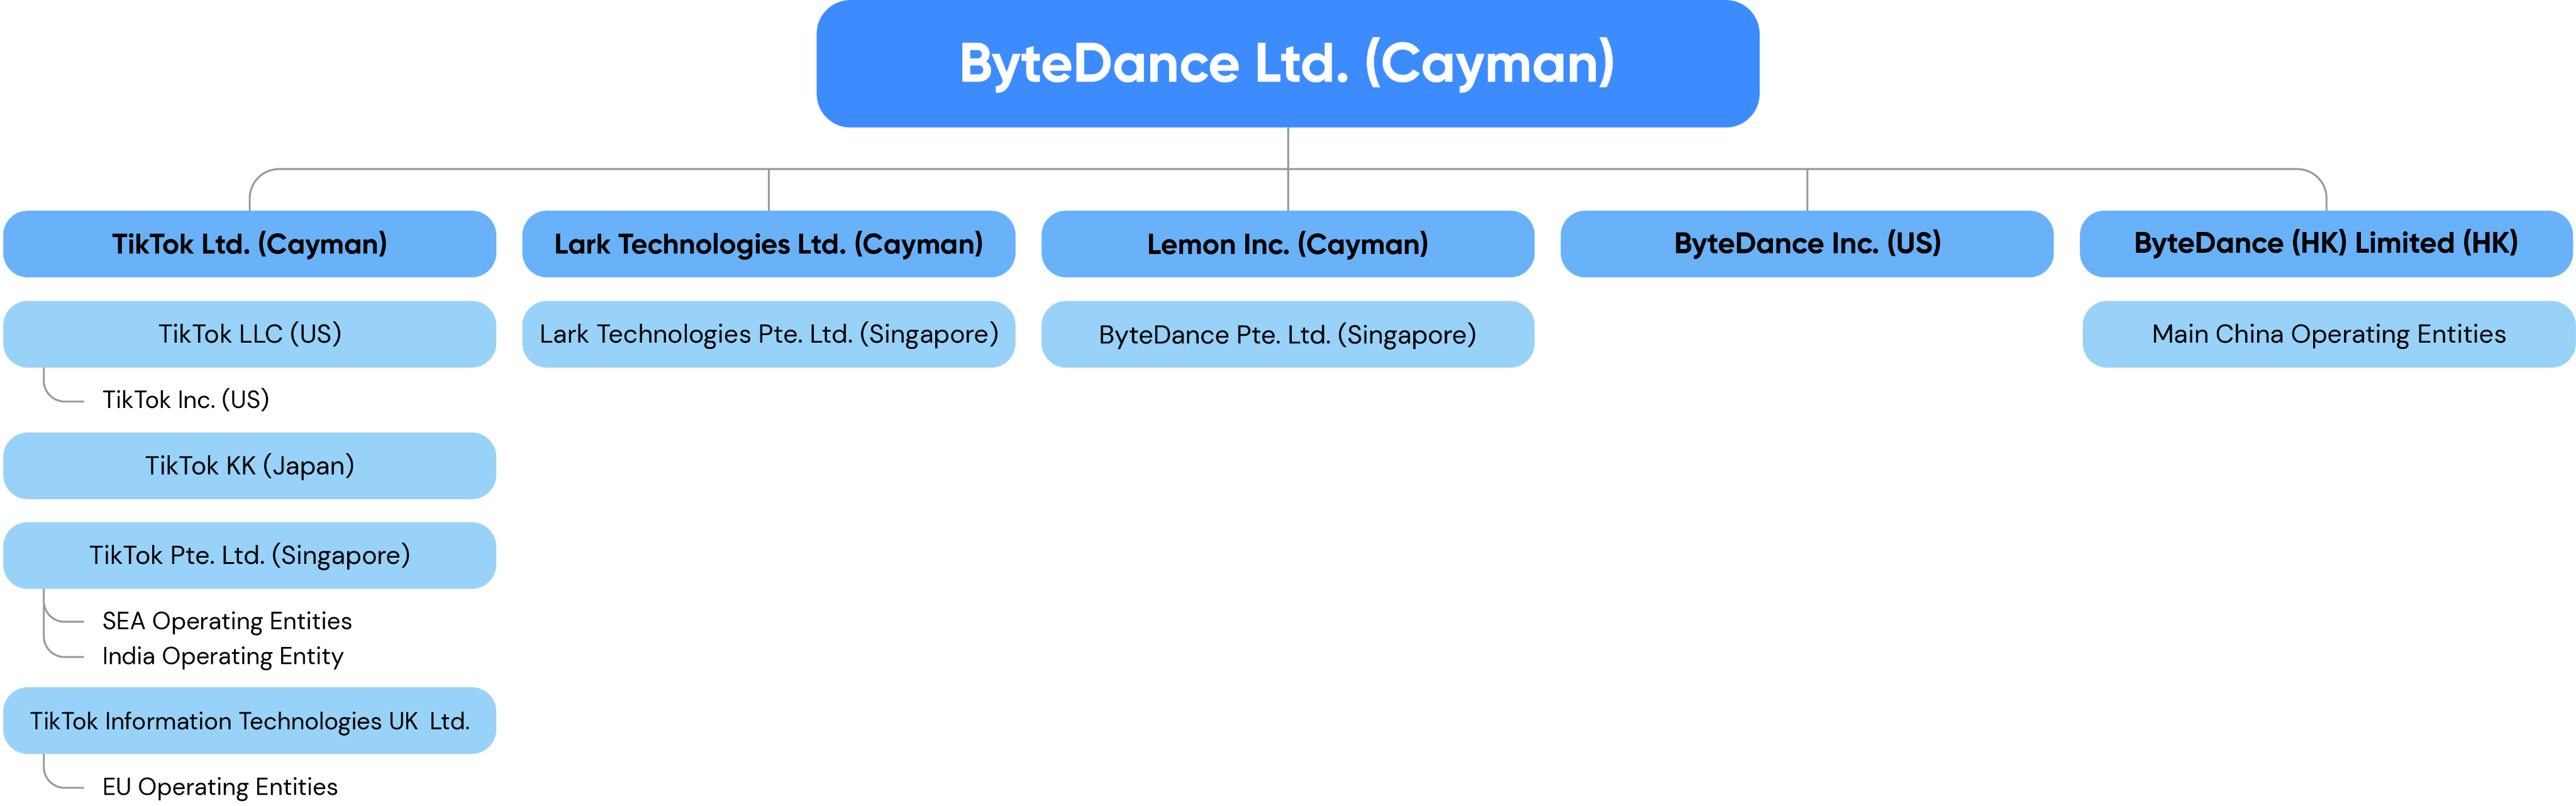 ByteDance Ltd. (Cayman)
TikTok Ltd. (Cayman)
Lark Technologies Ltd. (Cayman)
Lemon Inc. (Cayman)
ByteDance Inc. (US)
ByteDance (HK) Limited (HK)
TikTok LLC (US)
Lark Technologies Pte. Ltd. (Singapore)
ByteDance Pte. Ltd. (Singapore)
Main China Operating Entities
TikTok Inc. (US)
TikTok KK (Japan)
TikTok Pte. Ltd. (Singapore)
SEA Operating Entities
India Operating Entity
TikTok Information Technologies UK Ltd.
EU Operating Entities